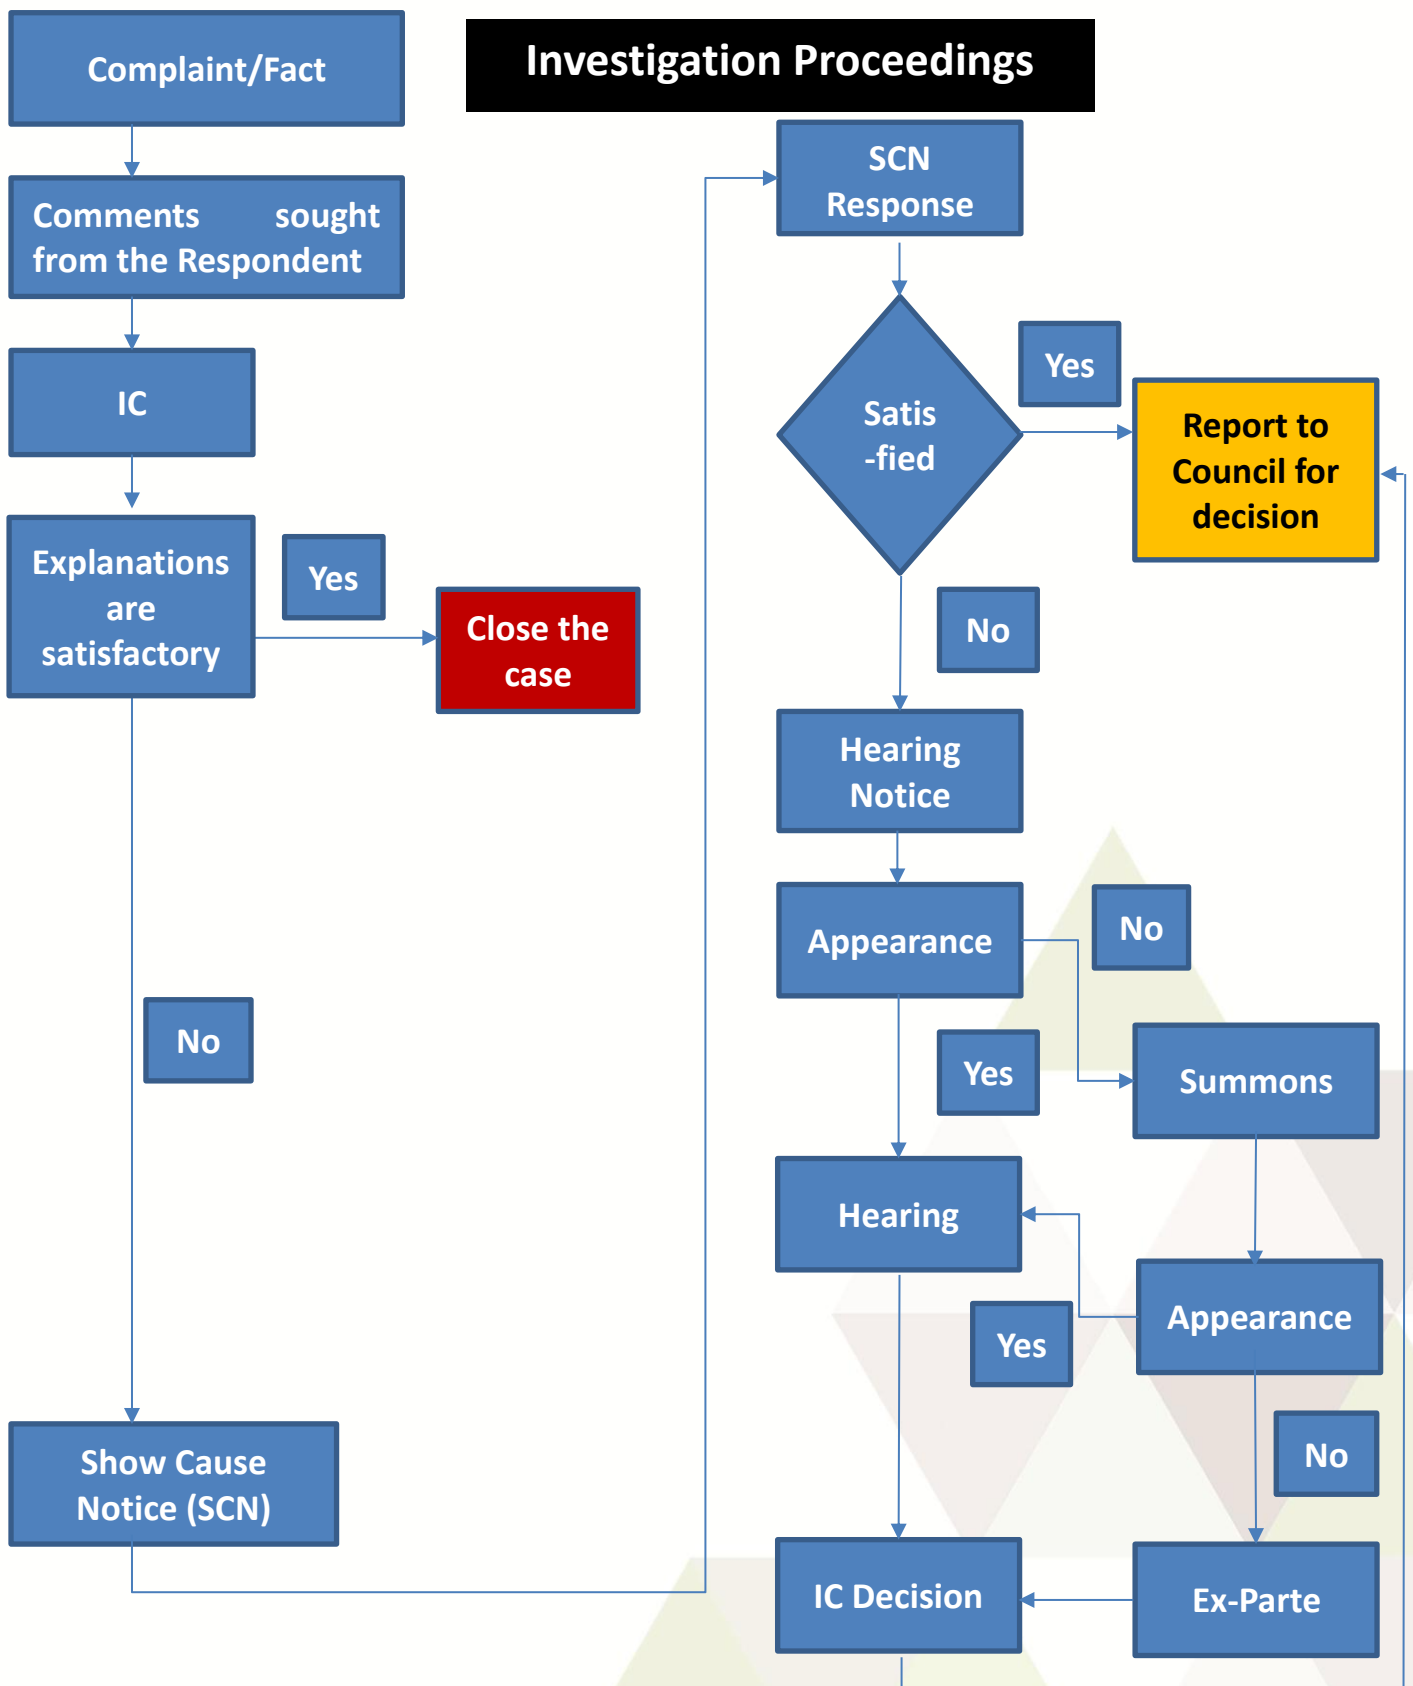 Investigation Proceedings
Complaint/Fact
Comments sought
from the Respondent
IC
Explanations
are
satisfactory
Yes
Close the
case
No
Show Cause
Notice (SCN)
SCN
Response
Satis
-fied
Yes
Report to
Council for
decision
No
Hearing
Notice
Appearance
No
Yes
Summons
Hearing
Appearance
Yes
No
IC Decision
Ex-Parte